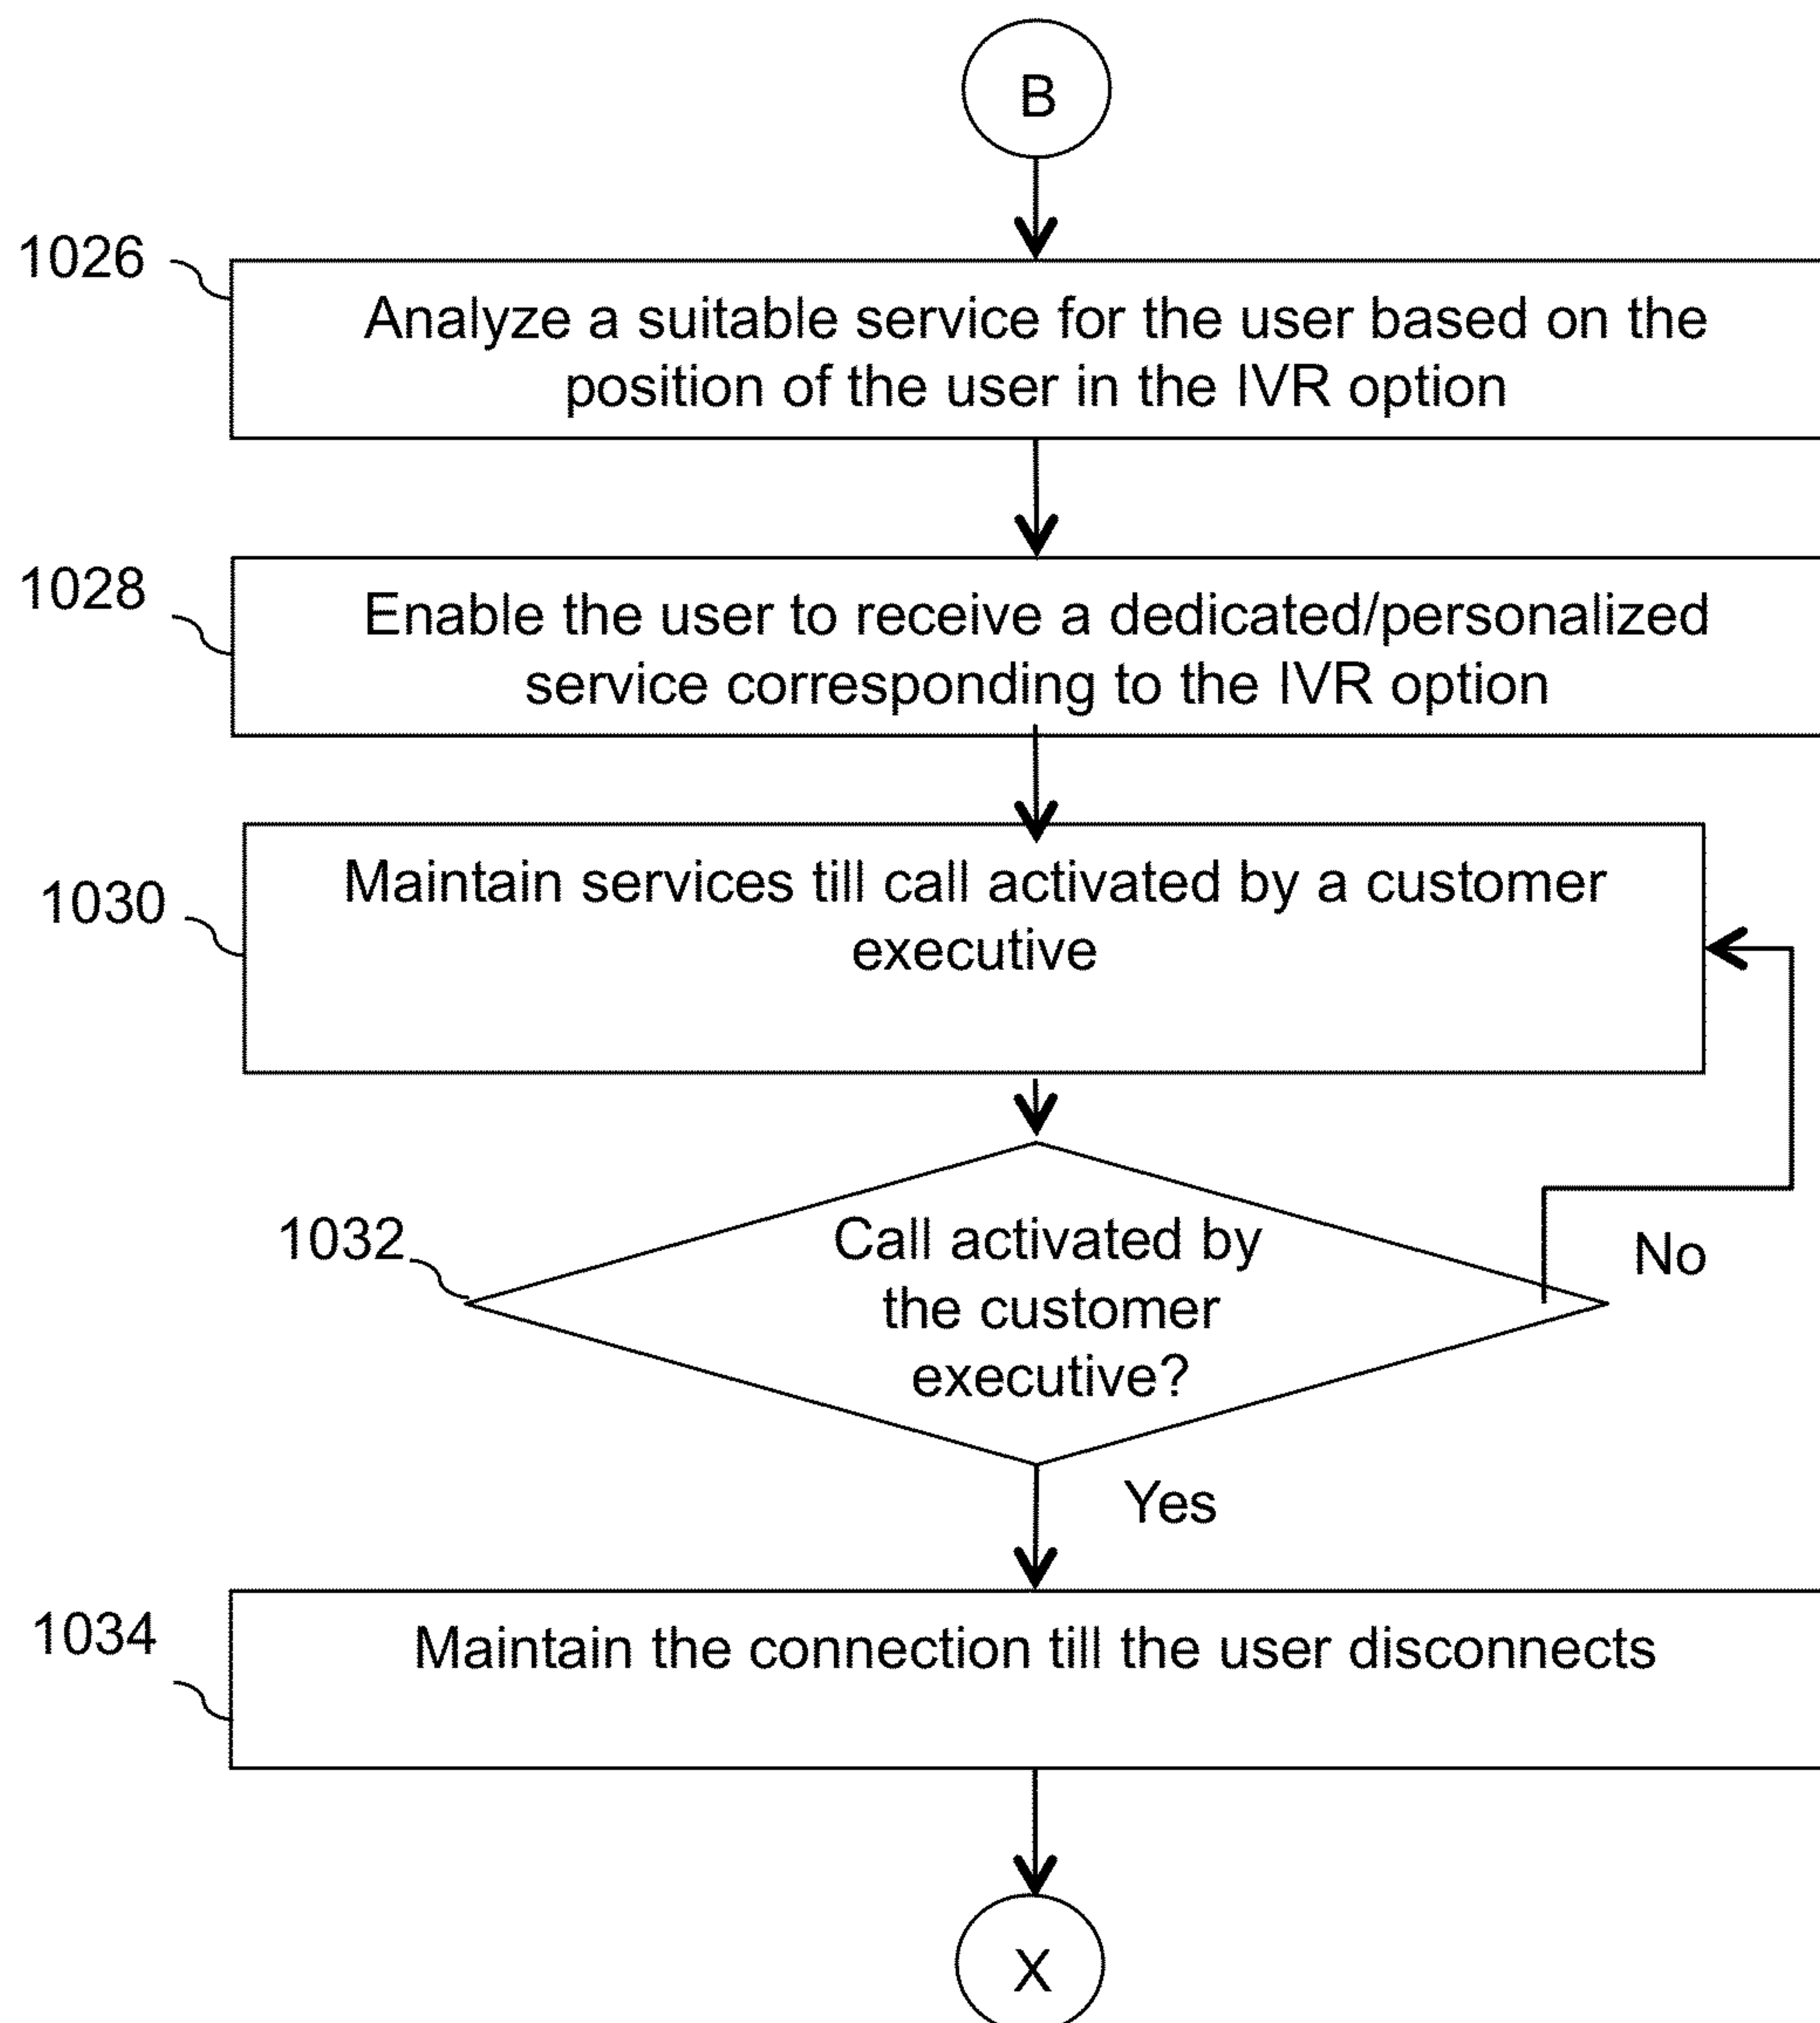 B
1026
Analyze a suitable service for the user based on the
position of the user in the IVR option
1028
Enable the user to receive a dedicated/personalized
service corresponding to the IVR option
1030
Maintain services till call activated by a customer
executive
1032
Call activated by
the customer
executive?
No
Yes
1034
Maintain the connection till the user disconnects
X